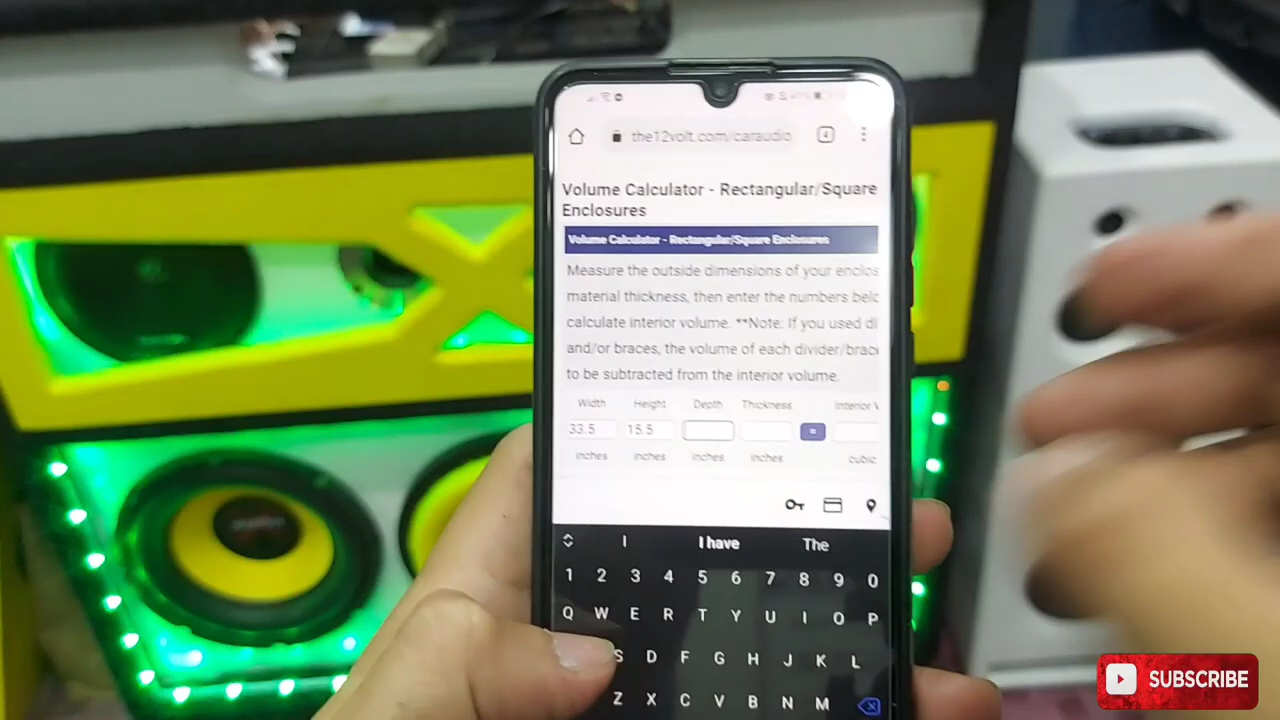 the12volt.com/caraudio
4
Volume Calculator - Rectangular/Square
Enclosures
Volume Calculator - Rectangular/Square Enclosures
Measure the outside dimensions of your enclos
material thickness, then enter the numbers belo
calculate interior volume. **Note: If you used di
and/or braces, the volume of each divider/brace
to be subtracted from the interior volume.
Width Height Depth Thickness Interior V
33.5 15.5 =
inches inches inches inches cubic
I I have The
1 2 3 4 5 6 7 8 9 0
Q W E R T Y U I O P
S D F G H J K L
Z X C V B N M
SUBSCRIBE